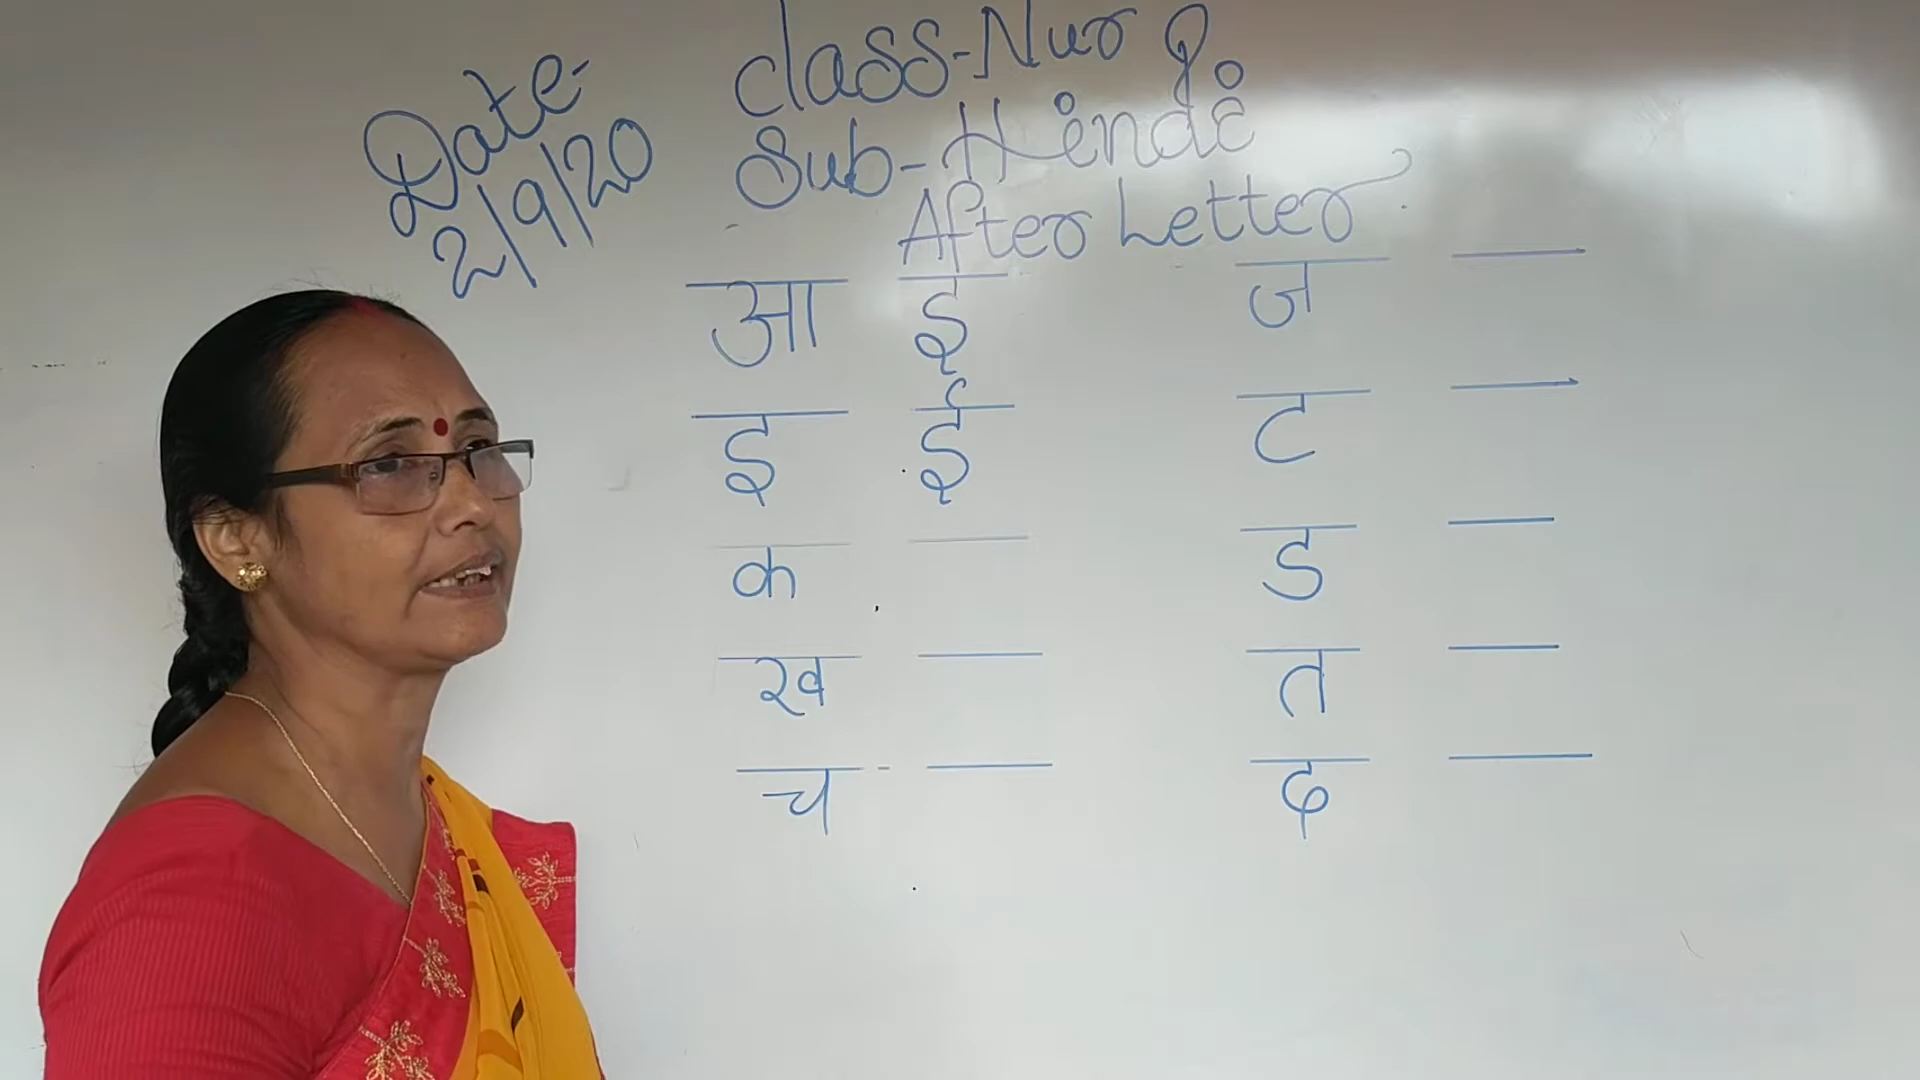 Date-
2/9/20
Class-Nur
Sub-Hindi
After Letter
आ इ
इ ई
क
ख
च -
ज
ट
ड
त
द